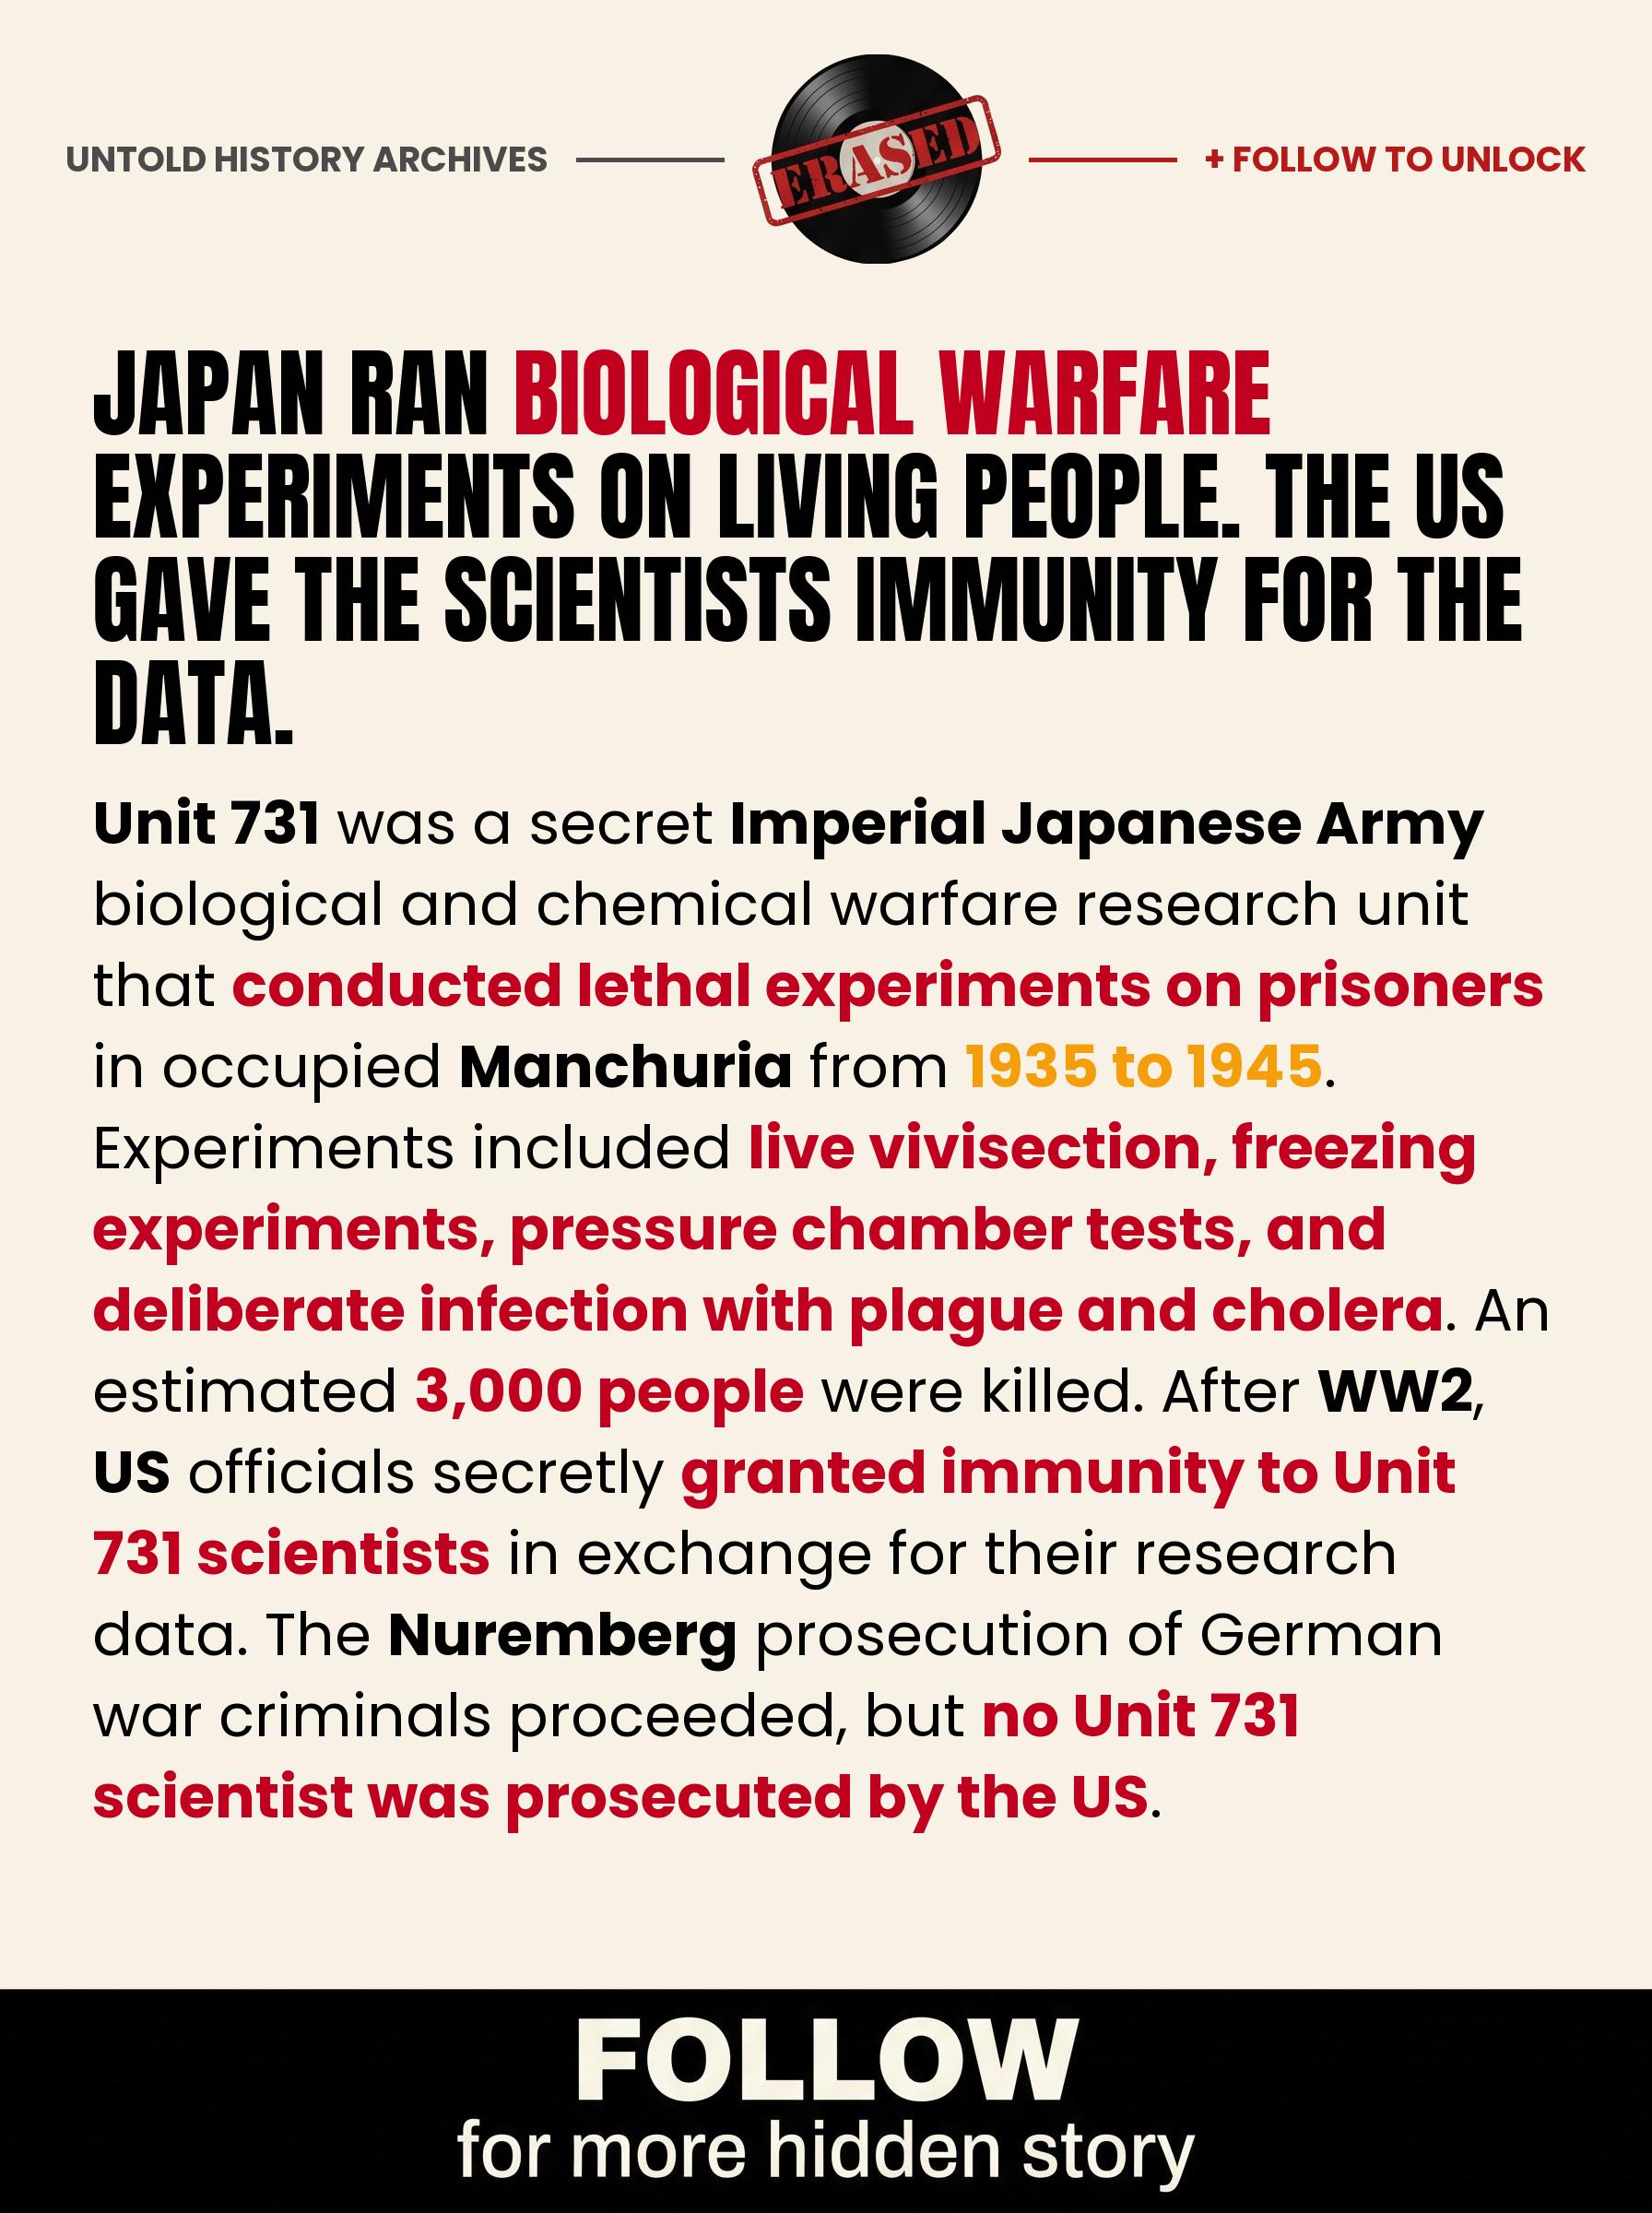 UNTOLD HISTORY ARCHIVES
ERASED
+ FOLLOW TO UNLOCK
JAPAN RAN BIOLOGICAL WARFARE
EXPERIMENTS ON LIVING PEOPLE. THE US
GAVE THE SCIENTISTS IMMUNITY FOR THE
DATA.
Unit 731 was a secret Imperial Japanese Army
biological and chemical warfare research unit
that conducted lethal experiments on prisoners
in occupied Manchuria from 1935 to 1945.
Experiments included live vivisection, freezing
experiments, pressure chamber tests, and
deliberate infection with plague and cholera. An
estimated 3,000 people were killed. After WW2,
US officials secretly granted immunity to Unit
731 scientists in exchange for their research
data. The Nuremberg prosecution of German
war criminals proceeded, but no Unit 731
scientist was prosecuted by the US.
FOLLOW
for more hidden story